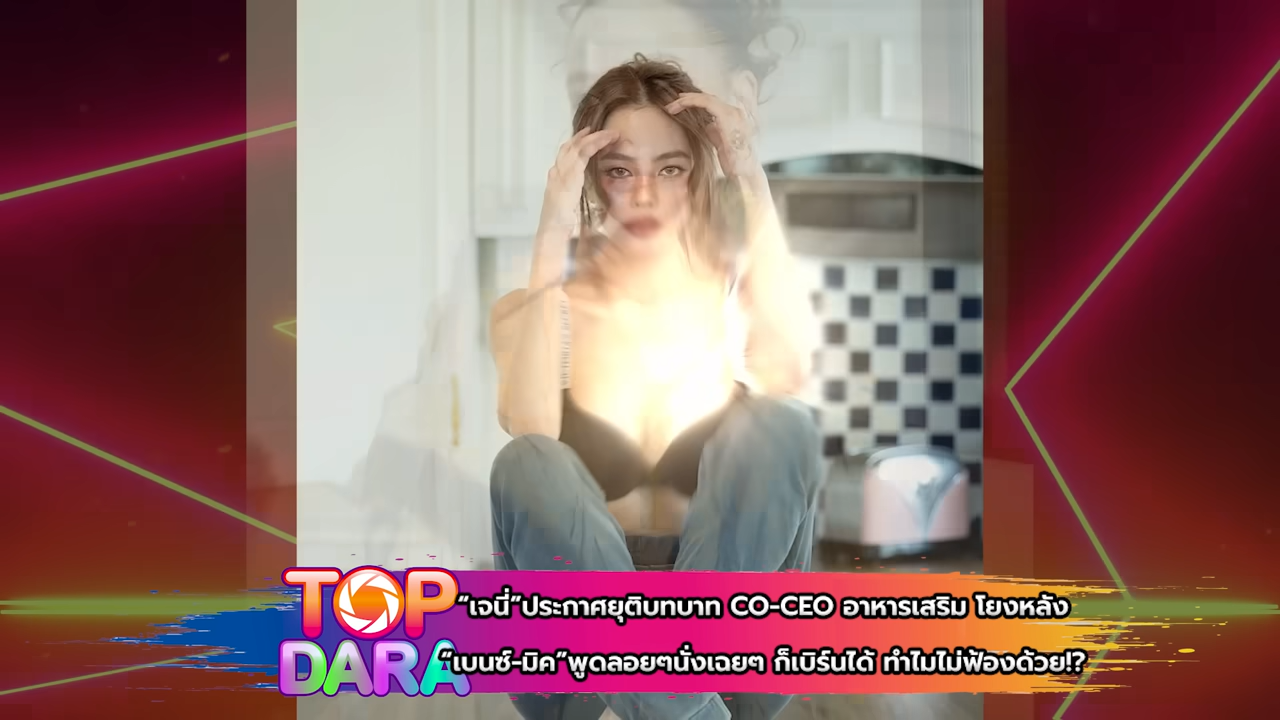 TOP
DARA
“เจนี่”ประกาศยุติบทบาท CO-CEO อาหารเสริม โยงหลัง
“เบนซ์-มิค”พูดลอยๆนั่งเฉยๆ ก็เบิร์นได้ ทำไมไม่ฟ้องด้วย!?